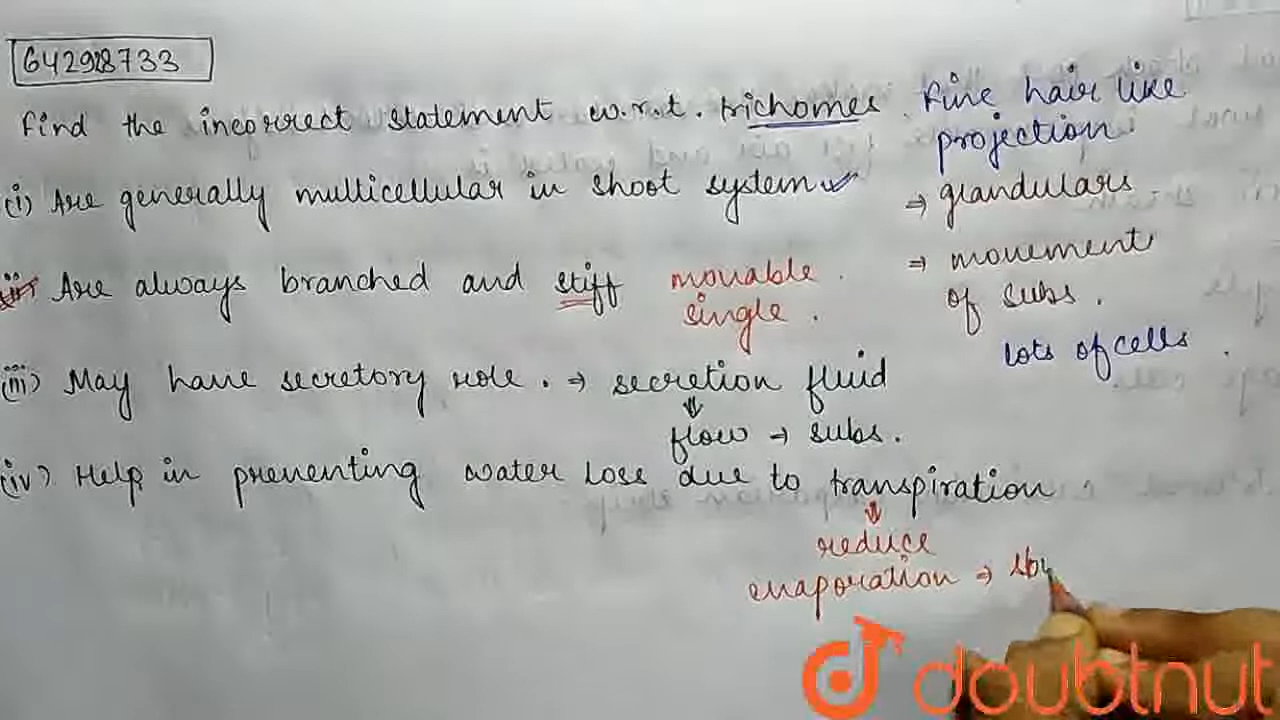 642928733
Find the incorrect statement w.r.t. trichomes. Fine hair like
projection
(i) Are generally multicellular in shoot system
⇒ glandulars
(ii) Are always branched and stiff movable.
single.
⇒ movement
of subs.
lots of cells.
(iii) May have secretory role. ⇒ secretion fluid
flow ⇒ subs.
(iv) Help in preventing water loss due to transpiration
reduce
evaporation ⇒
doubtnut